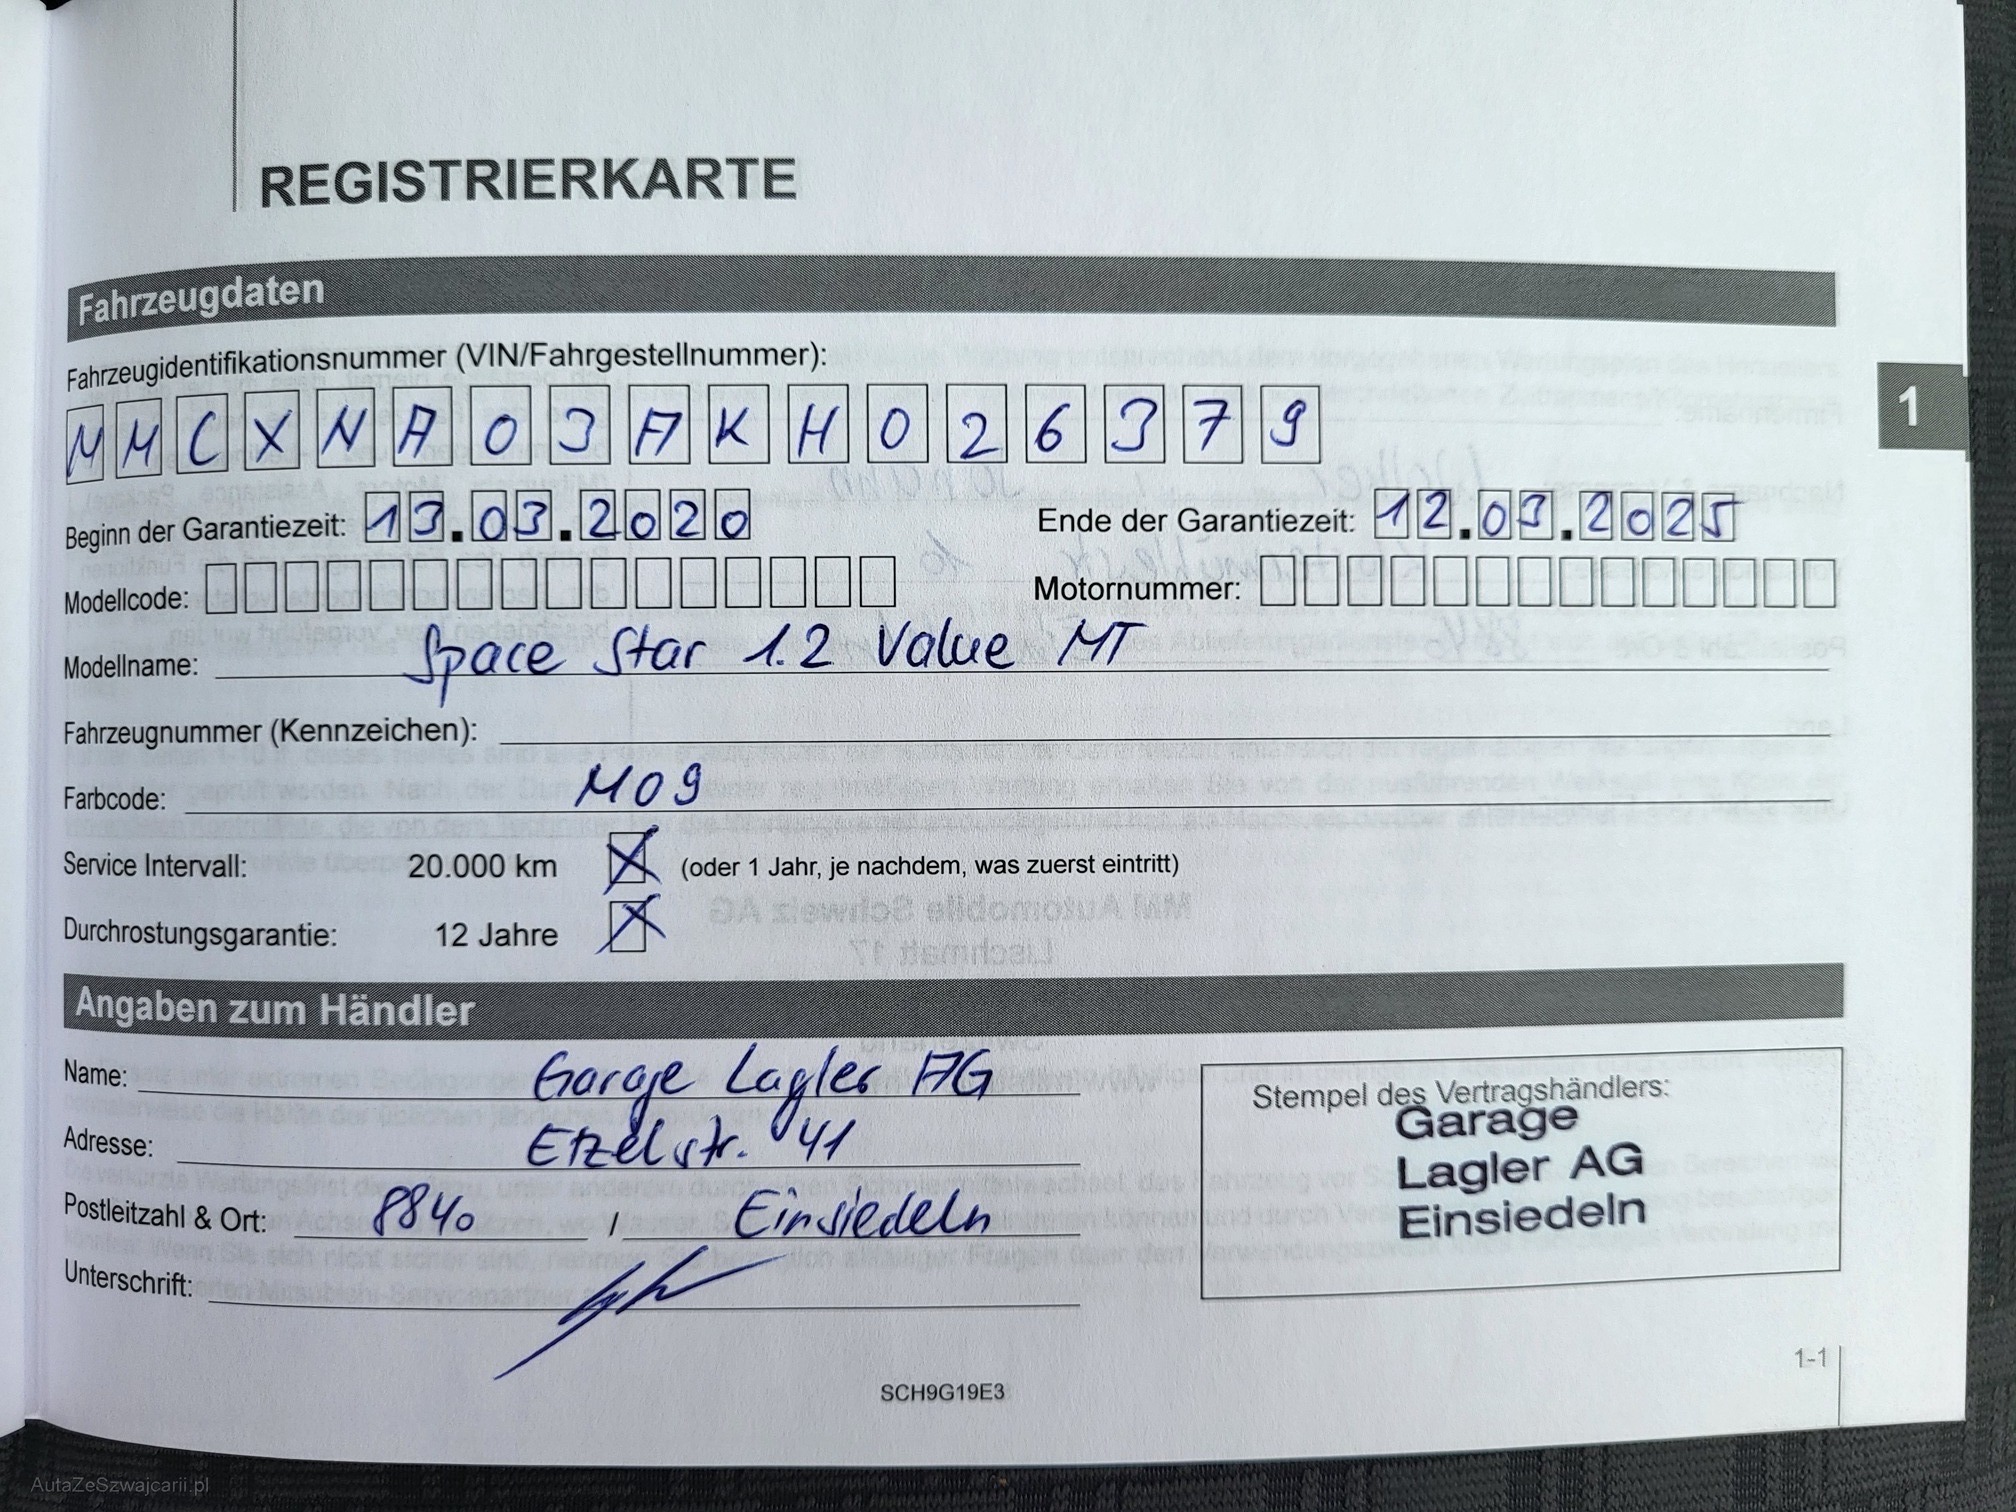 REGISTRIERKARTE
Fahrzeugdaten
Fahrzeugidentifikationsnummer (VIN/Fahrgestellnummer):
MMCXNA03AKH026379
1
Beginn der Garantiezeit: 13.03.2020 Ende der Garantiezeit: 12.03.2025
Modellcode: Motornummer:
Modellname: Space Star 1.2 Value MT
Fahrzeugnummer (Kennzeichen):
Farbcode: M09
Service Intervall: 20.000 km X (oder 1 Jahr, je nachdem, was zuerst eintritt)
Durchrostungsgarantie: 12 Jahre X
Angaben zum Händler
Name: Garage Lagler AG
Adresse: Etzelstr. 41
Postleitzahl & Ort: 8840 / Einsiedeln
Unterschrift:
Stempel des Vertragshändlers:
Garage
Lagler AG
Einsiedeln
1-1
SCH9G19E3
AutaZeSzwajcarii.pl